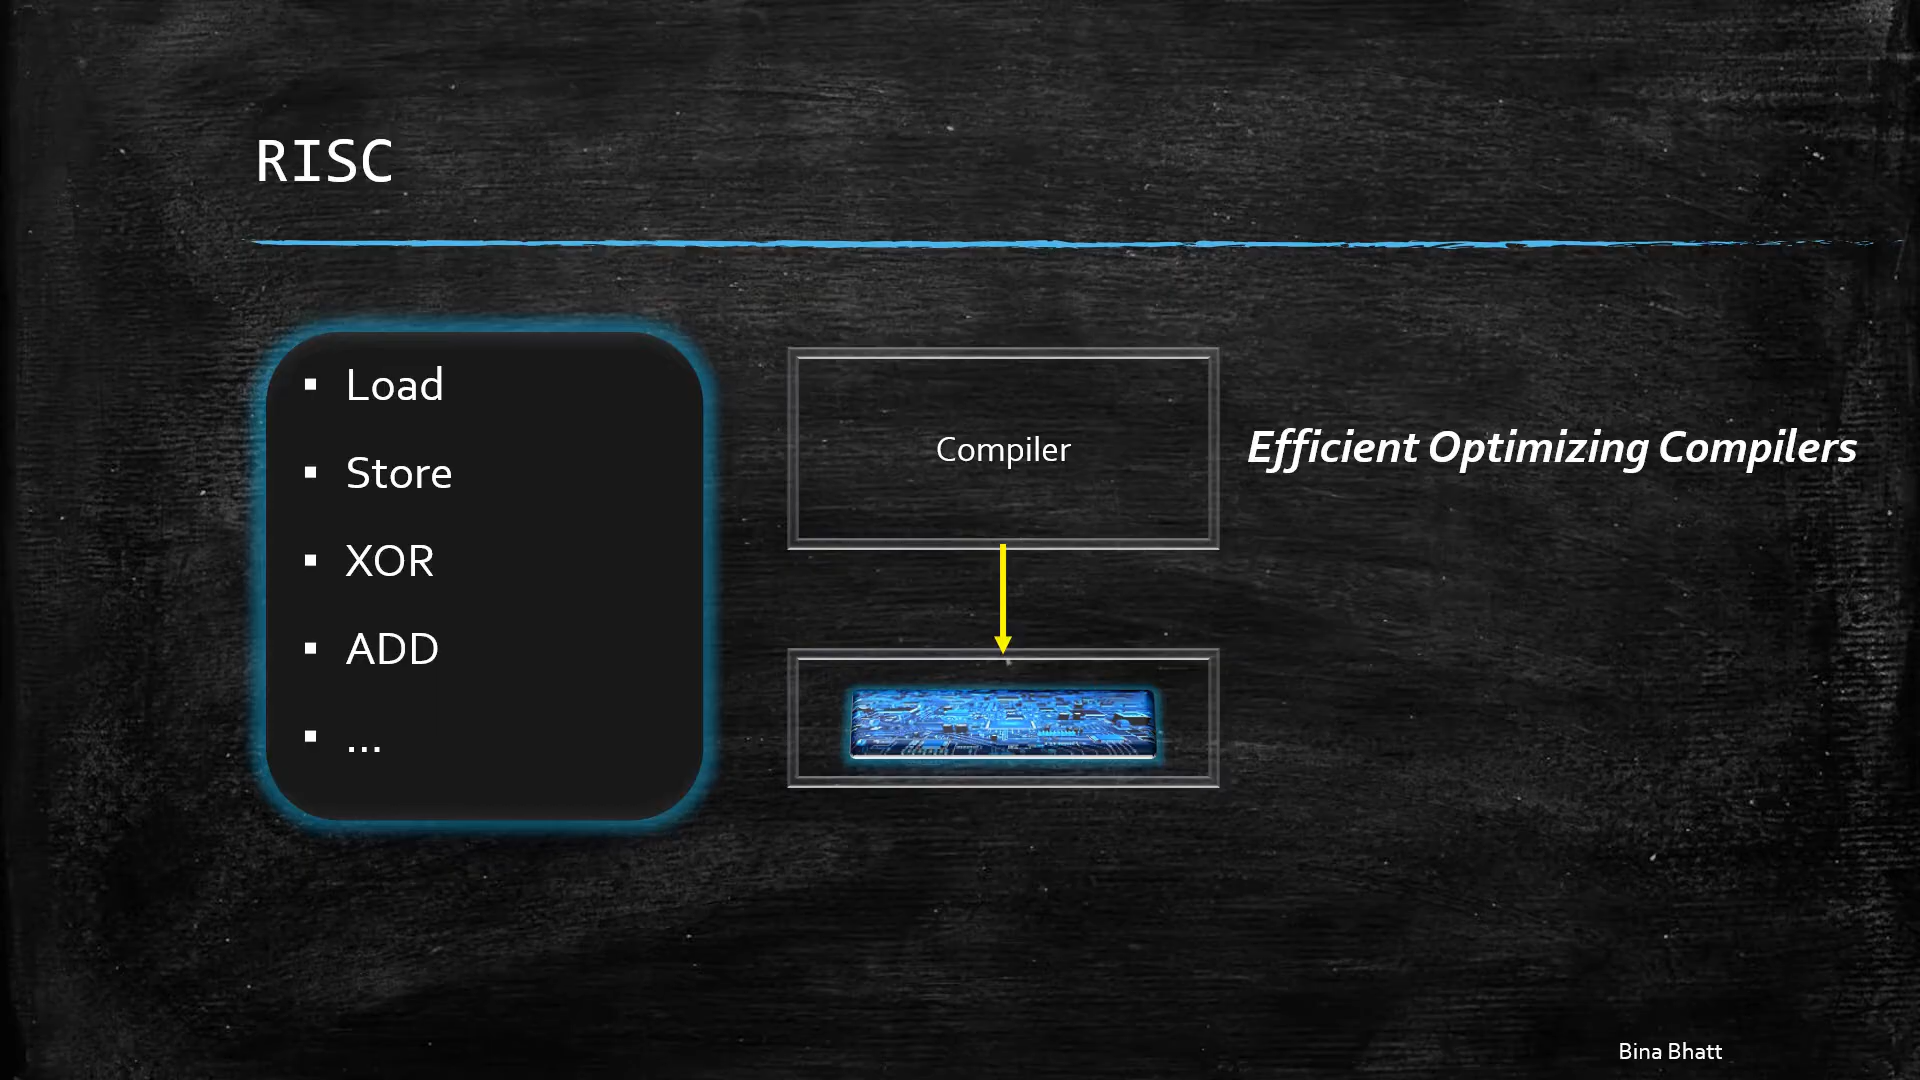 RISC
▪ Load
▪ Store
▪ XOR
▪ ADD
▪ ...
Compiler
Efficient Optimizing Compilers
Bina Bhatt